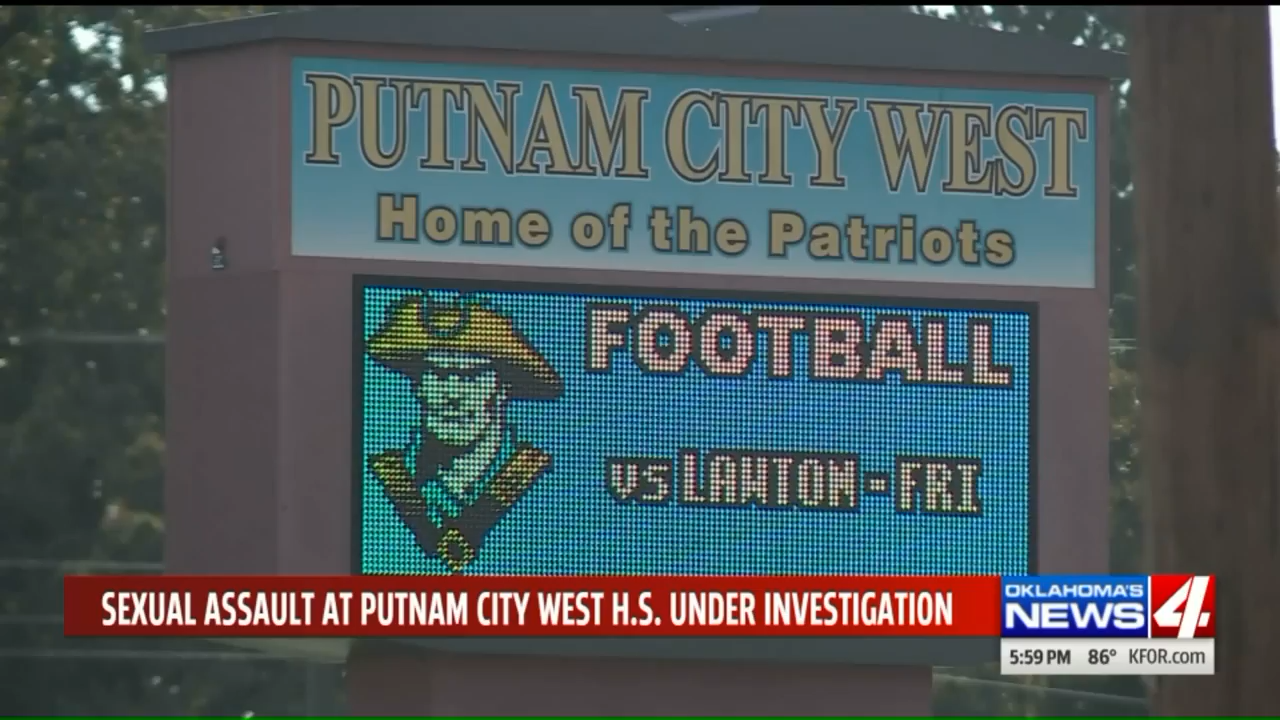 PUTNAM CITY WEST
Home of the Patriots
FOOTBALL
vs LAWTON - FRI
SEXUAL ASSAULT AT PUTNAM CITY WEST H.S. UNDER INVESTIGATION
OKLAHOMA'S
NEWS 4
5:59 PM 86° KFOR.com